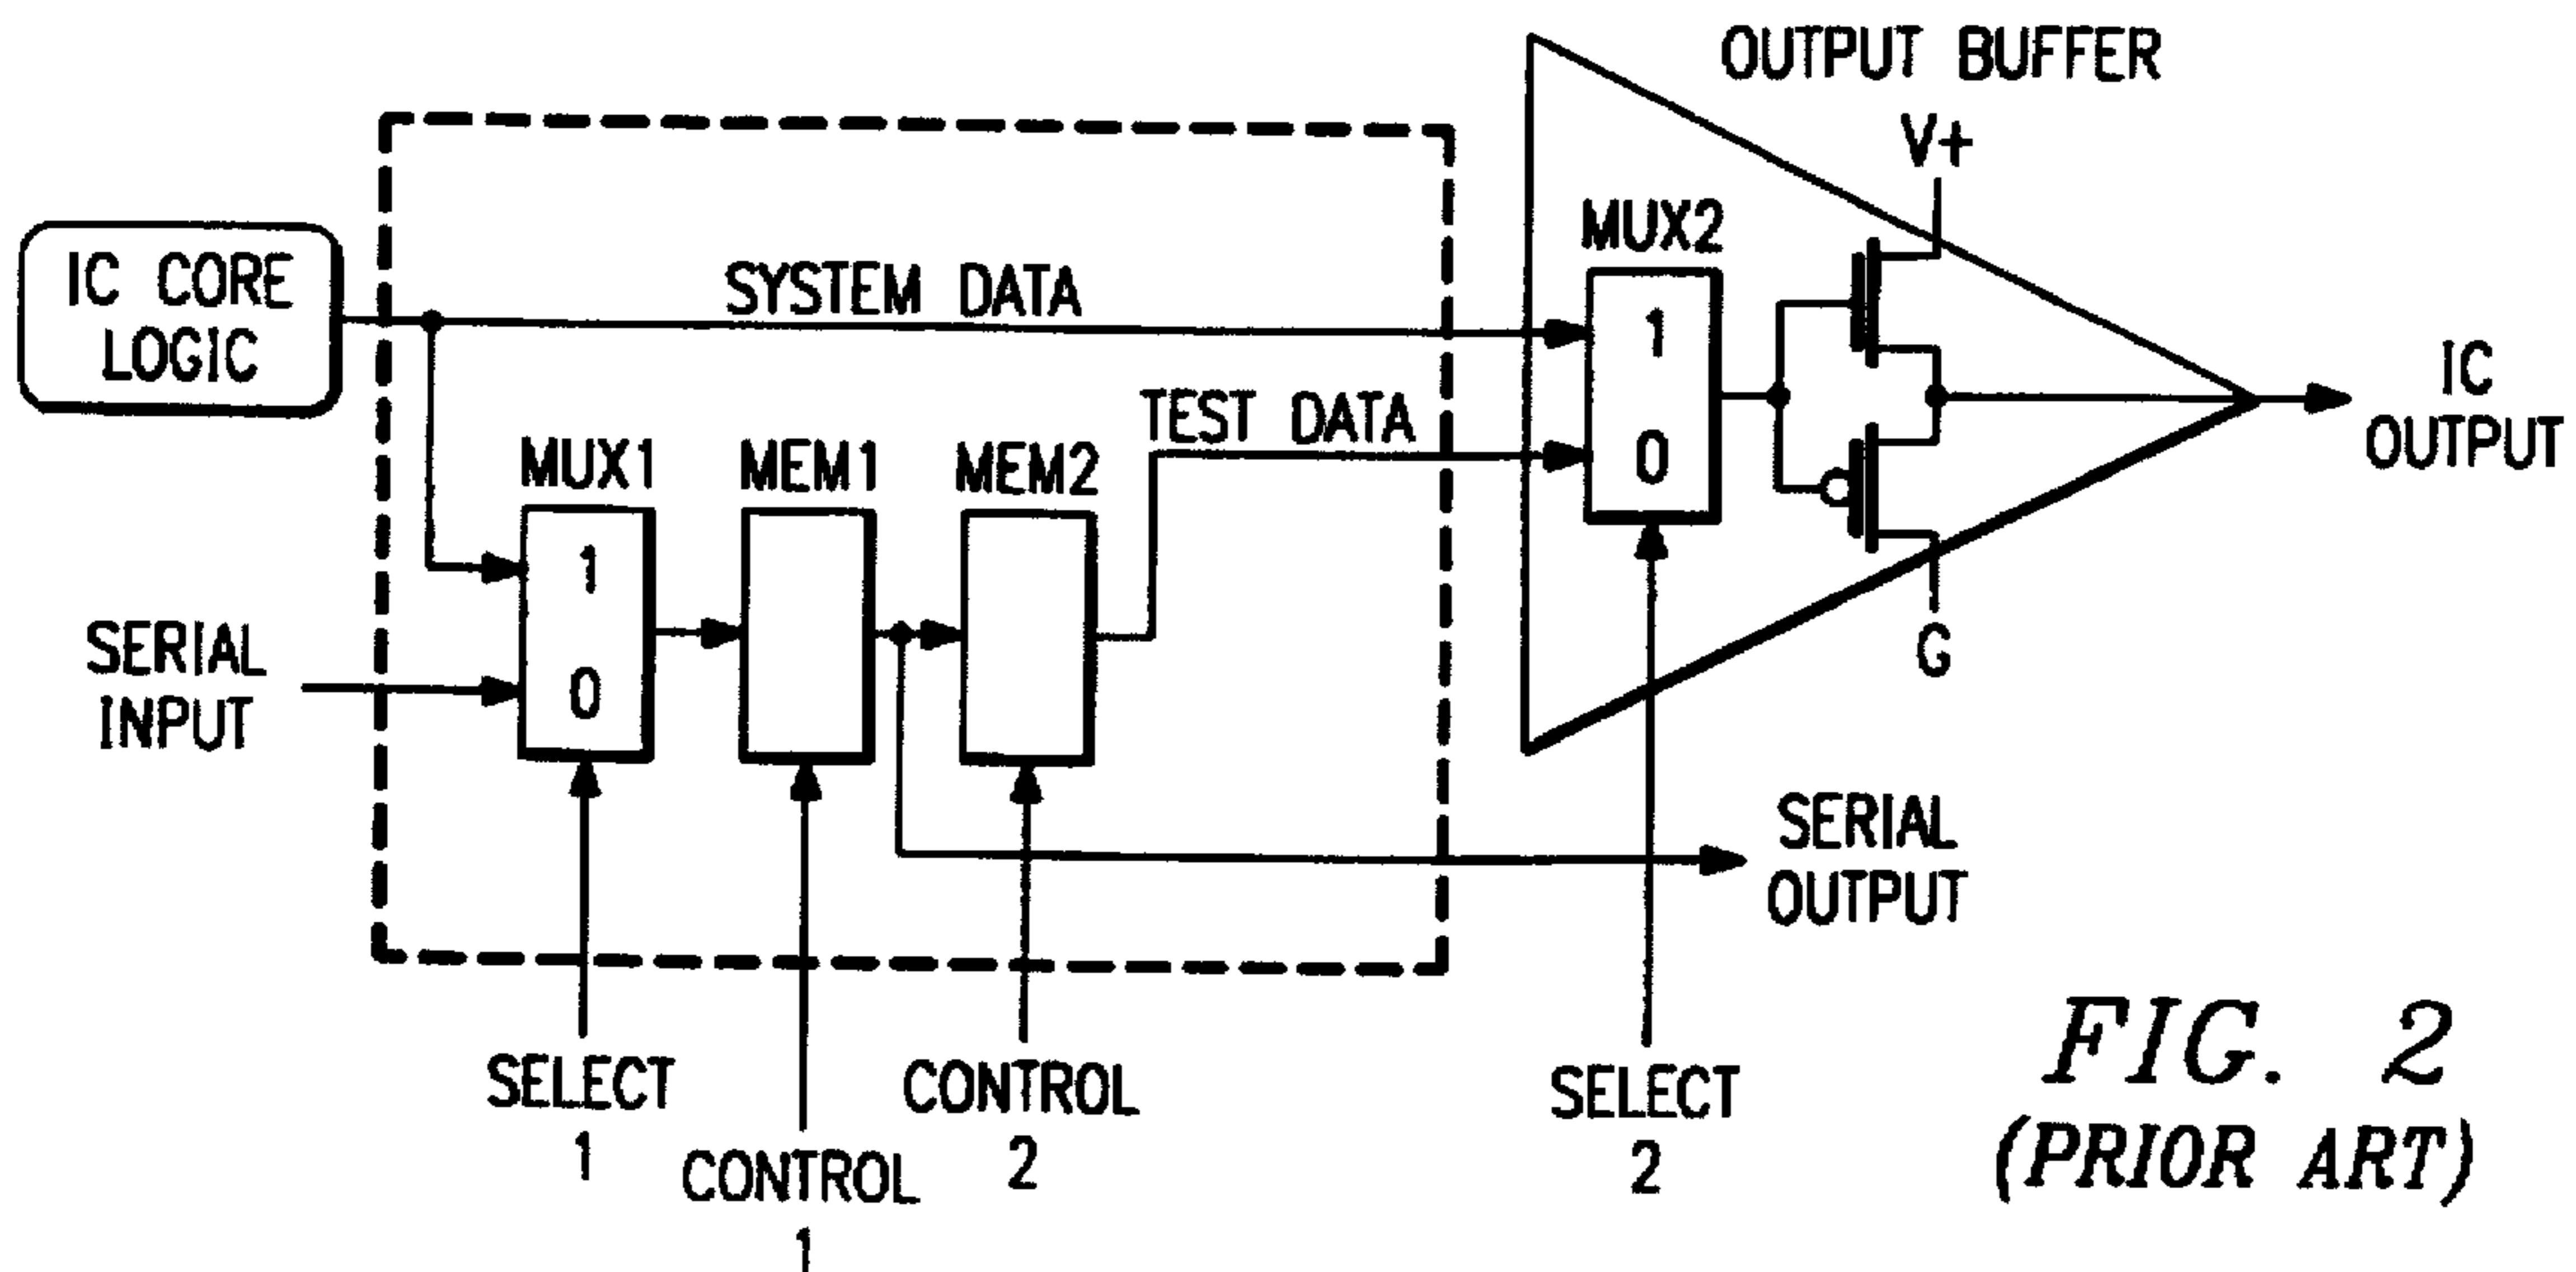 OUTPUT BUFFER
V+
MUX2
IC CORE
LOGIC
SYSTEM DATA
1
0
IC
OUTPUT
TEST DATA
MUX1
MEM1
MEM2
1
0
SERIAL
INPUT
G
SERIAL
OUTPUT
SELECT
1
CONTROL
1
CONTROL
2
SELECT
2
FIG. 2
(PRIOR ART)